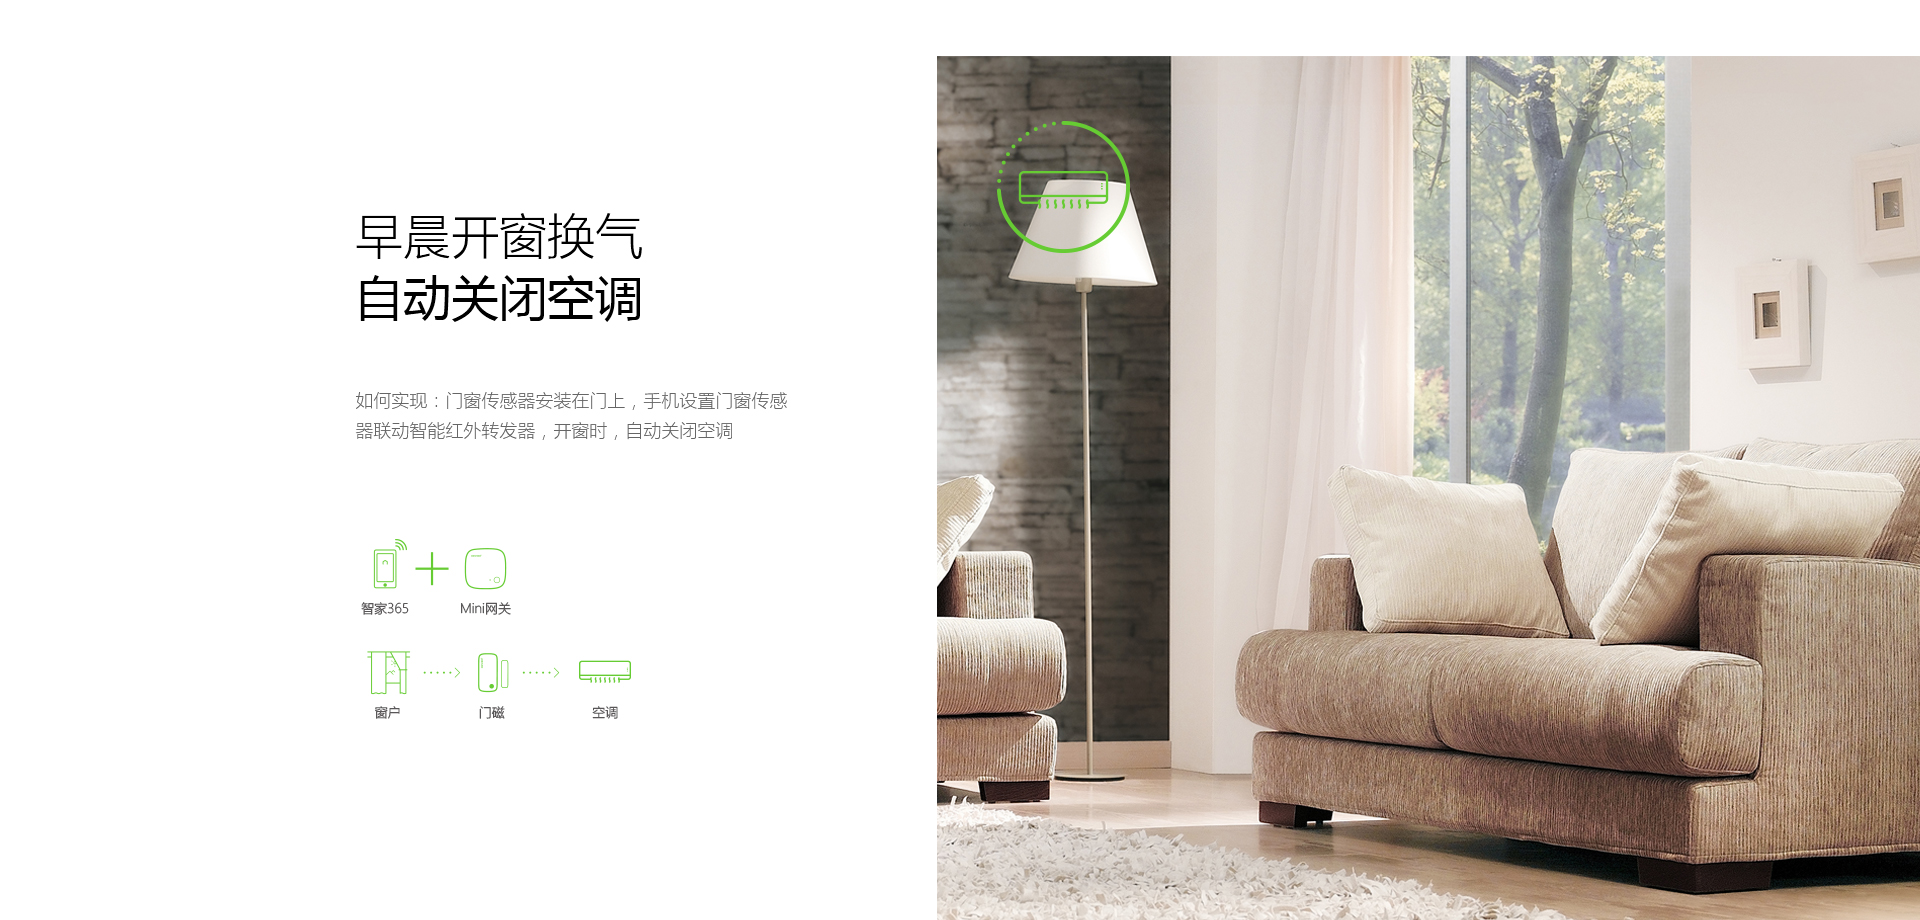 早晨开窗换气
自动关闭空调
如何实现：门窗传感器安装在门上，手机设置门窗传感
器联动智能红外转发器，开窗时，自动关闭空调
智家365
Mini网关
窗户
门磁
空调